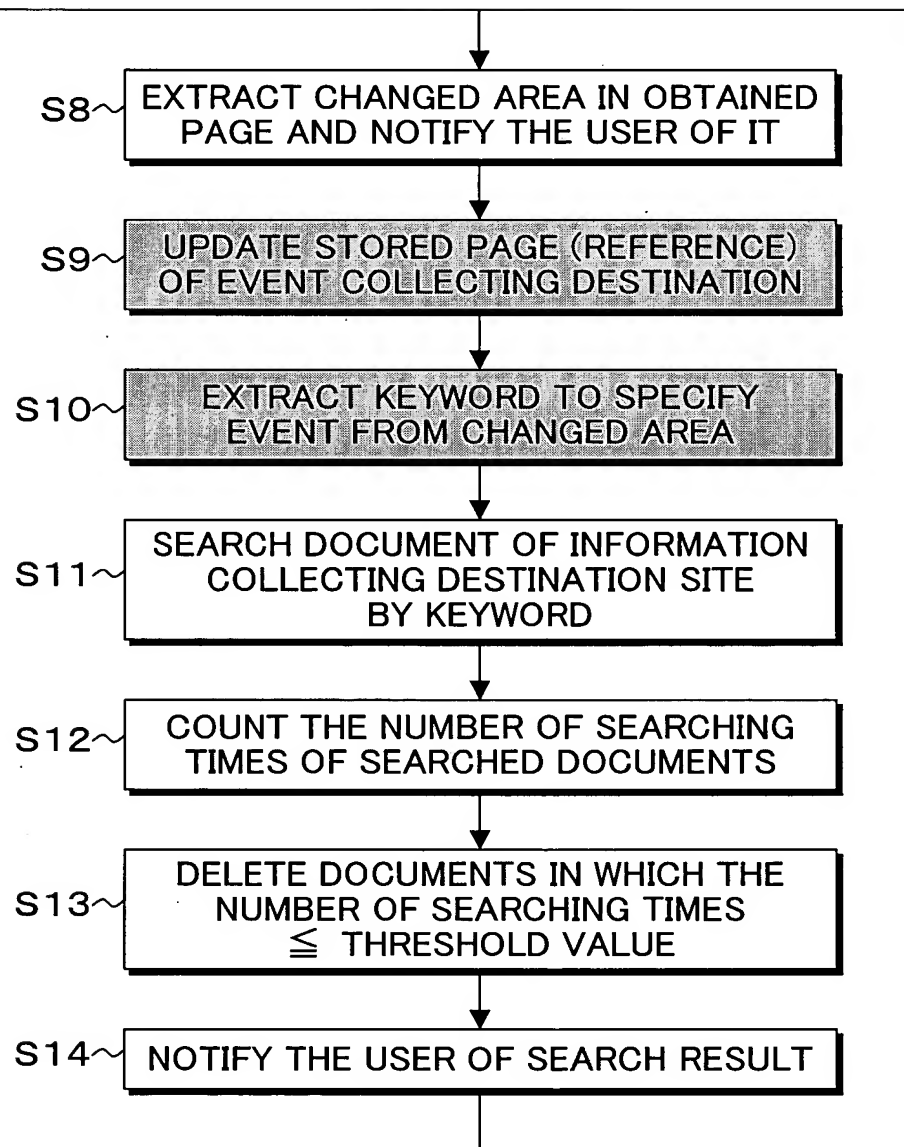 S8 EXTRACT CHANGED AREA IN OBTAINED
PAGE AND NOTIFY THE USER OF IT
S9 UPDATE STORED PAGE (REFERENCE)
OF EVENT COLLECTING DESTINATION
S10 EXTRACT KEYWORD TO SPECIFY
EVENT FROM CHANGED AREA
S11 SEARCH DOCUMENT OF INFORMATION
COLLECTING DESTINATION SITE
BY KEYWORD
S12 COUNT THE NUMBER OF SEARCHING
TIMES OF SEARCHED DOCUMENTS
S13 DELETE DOCUMENTS IN WHICH THE
NUMBER OF SEARCHING TIMES
≦ THRESHOLD VALUE
S14 NOTIFY THE USER OF SEARCH RESULT